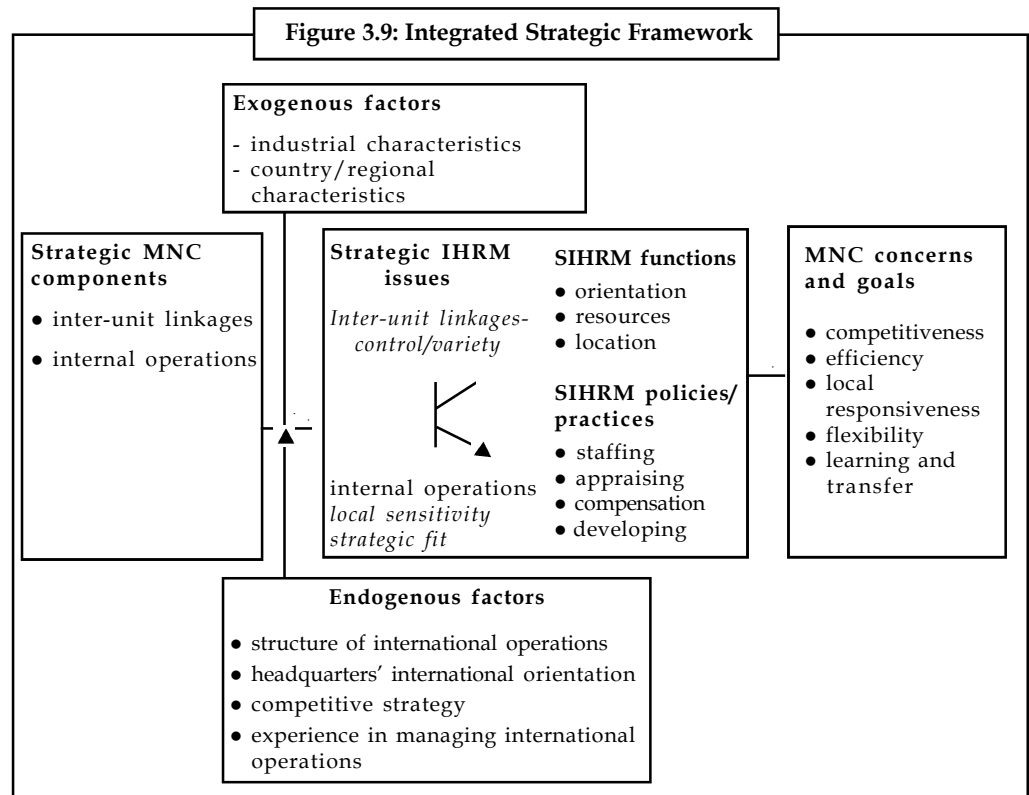 Figure 3.9: Integrated Strategic Framework
Exogenous factors
- industrial characteristics
- country/regional
characteristics
Strategic MNC
components
● inter-unit linkages
● internal operations
Strategic IHRM
issues
Inter-unit linkages-
control/variety
internal operations
local sensitivity
strategic fit
SIHRM functions
● orientation
● resources
● location
SIHRM policies/
practices
● staffing
● appraising
● compensation
● developing
MNC concerns
and goals
● competitiveness
● efficiency
● local
responsiveness
● flexibility
● learning and
transfer
Endogenous factors
● structure of international operations
● headquarters’ international orientation
● competitive strategy
● experience in managing international
operations